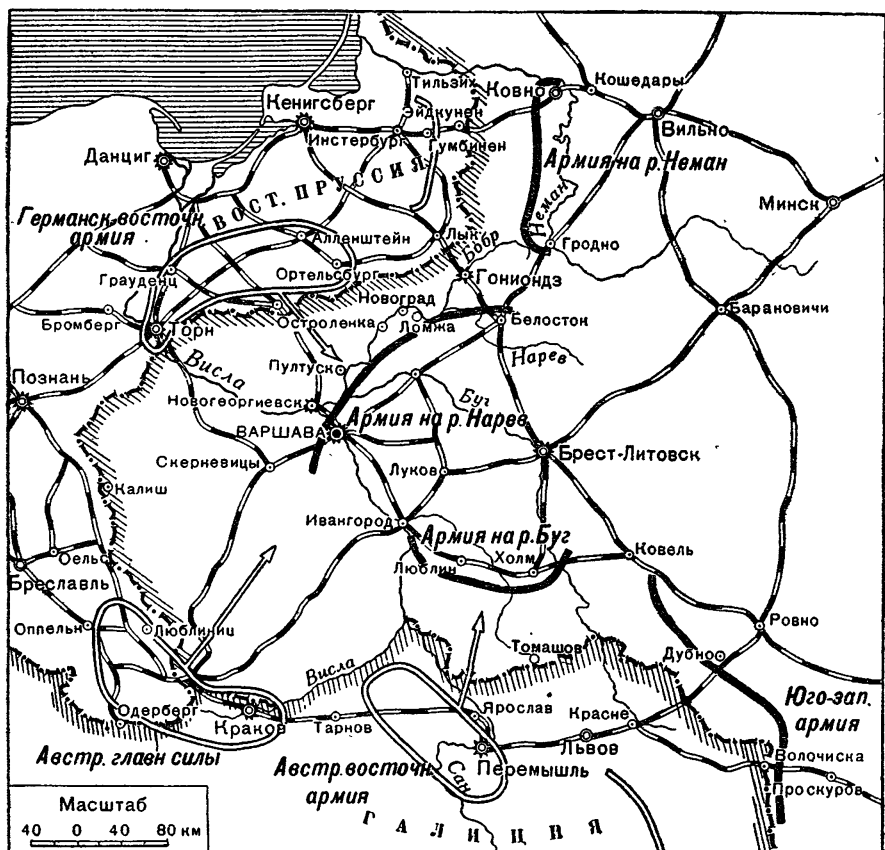 Тильзит
Ковно
Кошедары
Кенигсберг
Эйдкунен
Вильно
Инстербург
Гумбинен
Данциг
Армия на р. Неман
ВОСТ. ПРУССИЯ
Неман
Минск
Германск. восточн.
армия
Алленштейн
Лык
Бобр
Гродно
Грауденц
Ортельсбург
Гониондз
Новоград
Бромберг
Торн
Остроленка
Ломжа
Белосток
Барановичи
Висла
Пултуск
Нарев
Познань
Новогеоргиевск
Буг
ВАРШАВА
Армия на р. Нарев
Скерневицы
Луков
Брест-Литовск
Калиш
Ивангород
Армия на р. Буг
Оельс
Люблин
Холм
Ковель
Бреславль
Оппельн
Люблиниц
Ровно
Томашов
Висла
Дубно
Одерберг
Краков
Тарнов
Ярослав
Красне
Юго-зап.
армия
Австр. главн силы
Австр. восточн.
армия
Сан
Перемышль
Львов
Волочиска
Проскуров
ГАЛИЦИЯ
Масштаб
40 0 40 80 км